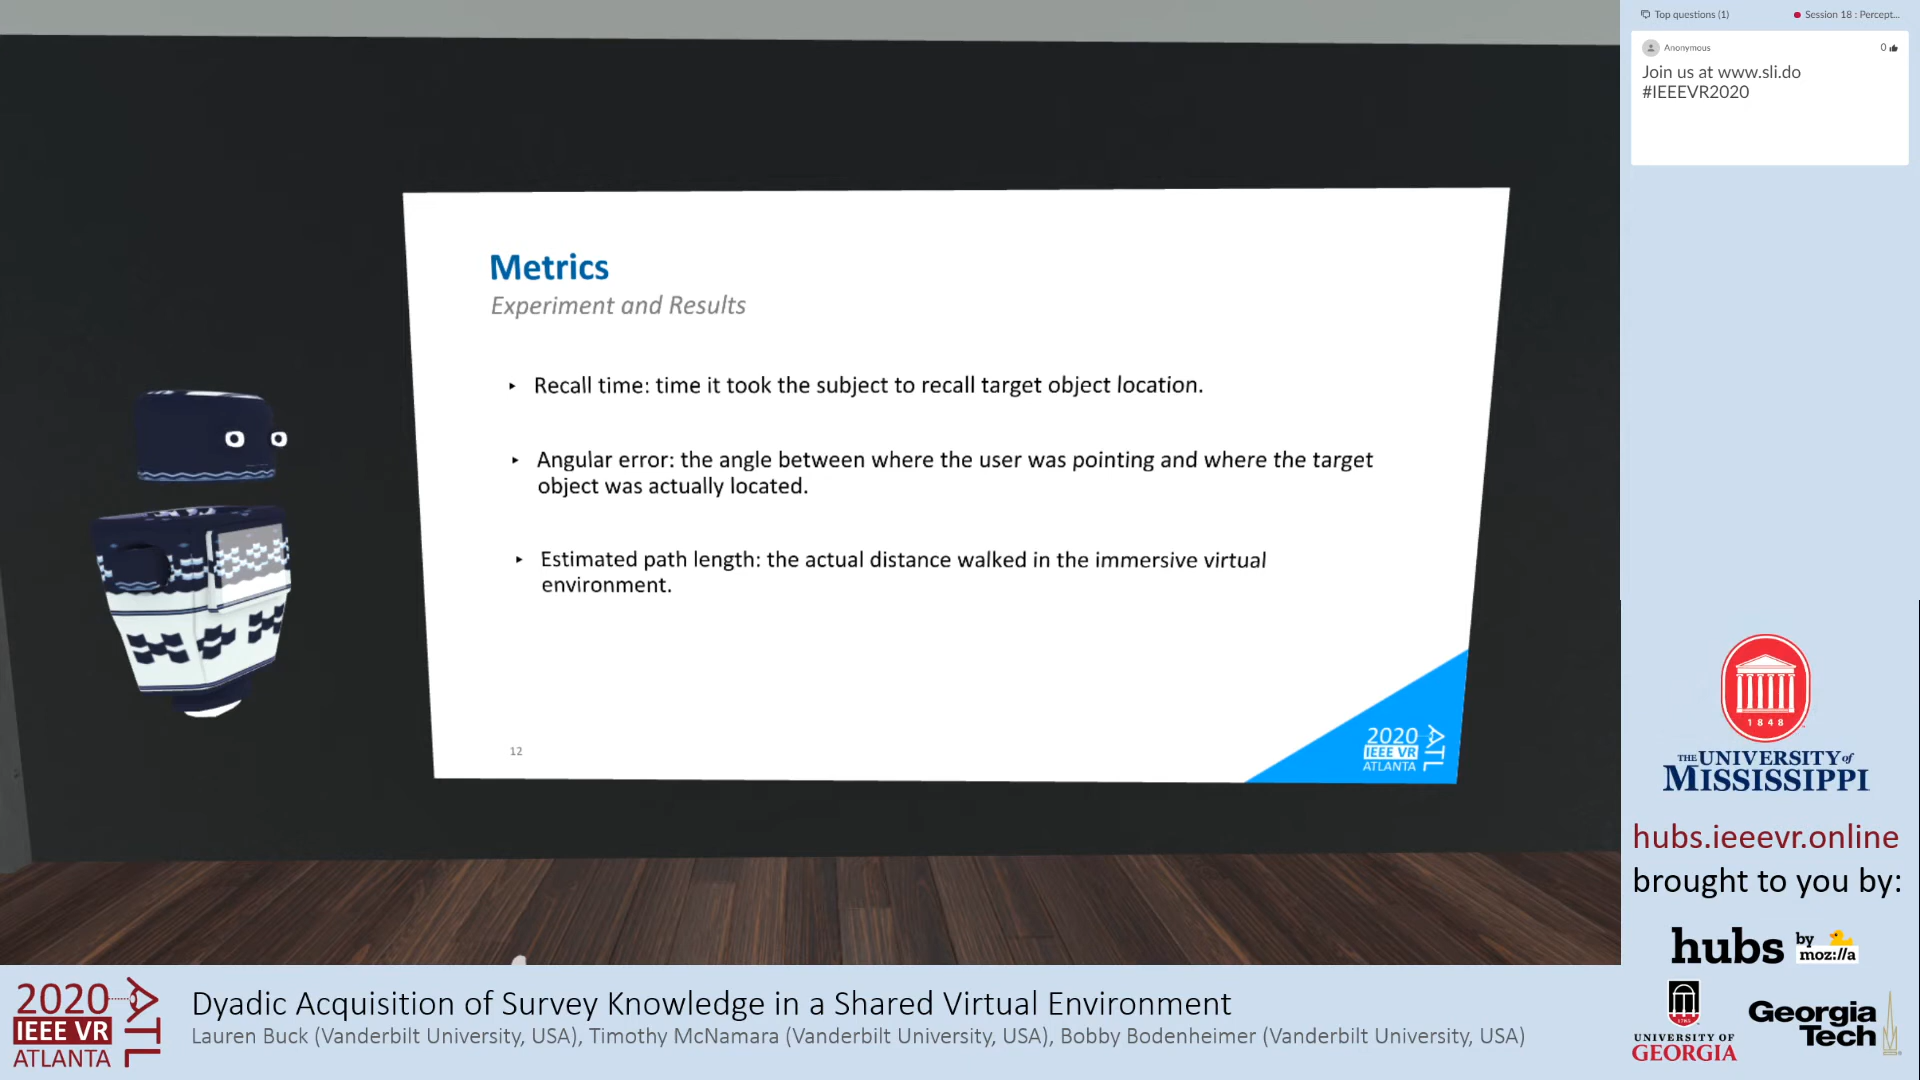 Top questions (1)
Session 18 : Percept...
Anonymous
0
Join us at www.sli.do
#IEEEVR2020
Metrics
Experiment and Results
‣ Recall time: time it took the subject to recall target object location.
‣ Angular error: the angle between where the user was pointing and where the target
object was actually located.
‣ Estimated path length: the actual distance walked in the immersive virtual
environment.
12
2020
IEEE VR
ATLANTA
ATL
1848
THE UNIVERSITY of
MISSISSIPPI
hubs.ieeevr.online
brought to you by:
hubs by
moz://a
UNIVERSITY OF
GEORGIA
Georgia
Tech
2020
IEEE VR
ATLANTA
ATL
Dyadic Acquisition of Survey Knowledge in a Shared Virtual Environment
Lauren Buck (Vanderbilt University, USA), Timothy McNamara (Vanderbilt University, USA), Bobby Bodenheimer (Vanderbilt University, USA)